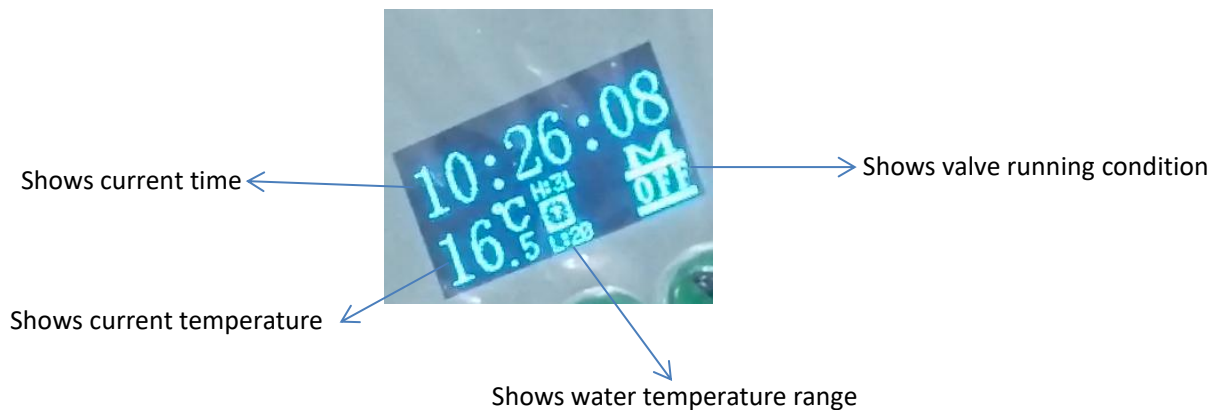 10:26:08
M
OFF
H:31
16.5 ℃
L:20
Shows current time
Shows valve running condition
Shows current temperature
Shows water temperature range